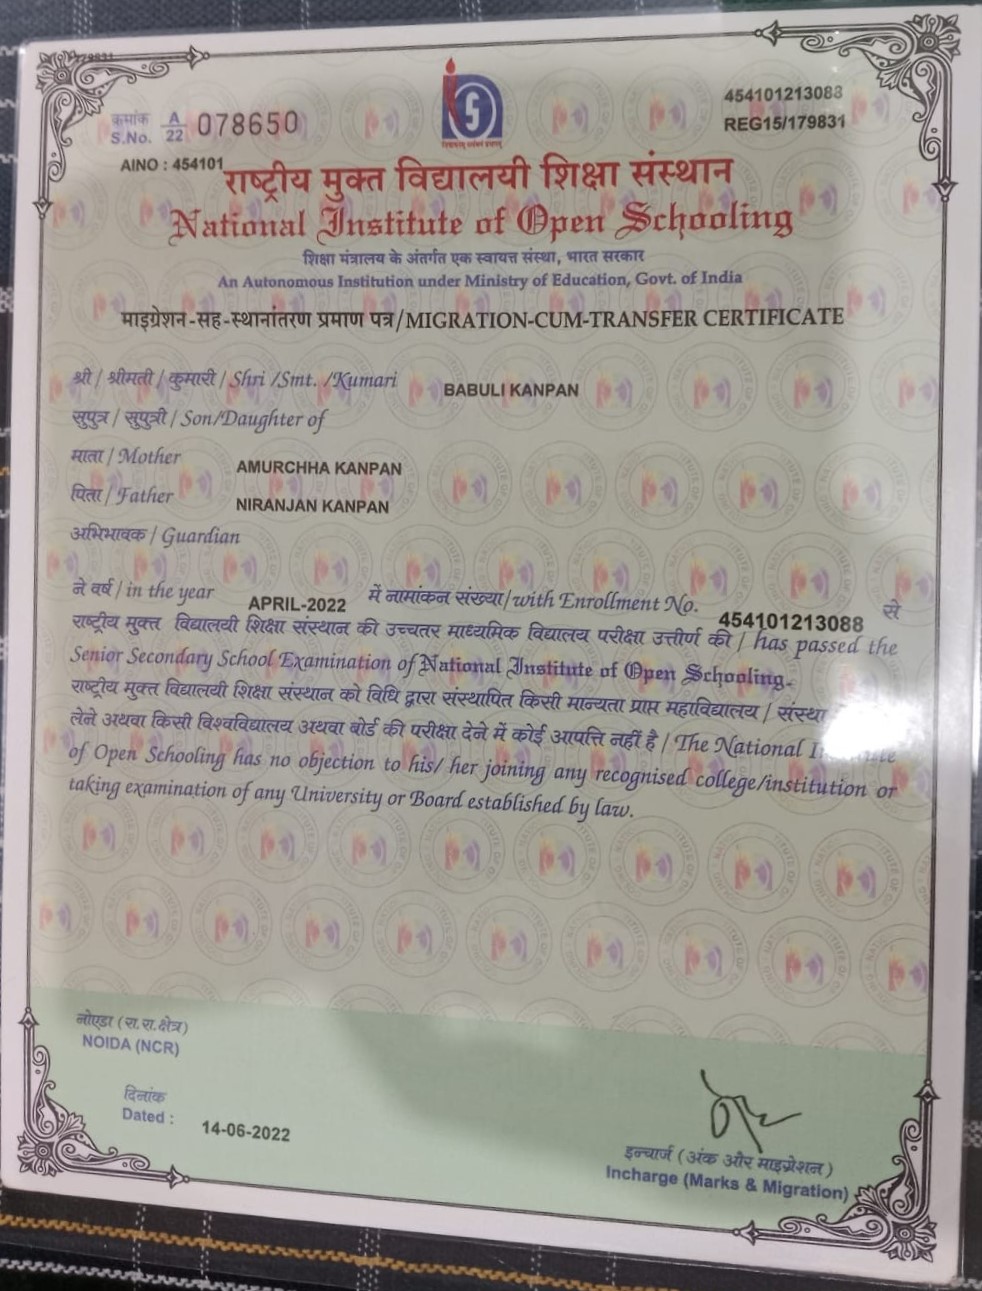 क्रमांक
S.No. A/22 078650
454101213088
REG15/179831
AINO : 454101
राष्ट्रीय मुक्त विद्यालयी शिक्षा संस्थान
National Institute of Open Schooling
शिक्षा मंत्रालय के अंतर्गत एक स्वायत्त संस्था, भारत सरकार
An Autonomous Institution under Ministry of Education, Govt. of India
माइग्रेशन-सह-स्थानांतरण प्रमाण पत्र/MIGRATION-CUM-TRANSFER CERTIFICATE
श्री / श्रीमती / कुमारी / Shri /Smt. /Kumari BABULI KANPAN
सुपुत्र / सुपुत्री / Son/Daughter of
माता / Mother AMURCHHA KANPAN
पिता / Father NIRANJAN KANPAN
अभिभावक / Guardian
ने वर्ष / in the year APRIL-2022 में नामांकन संख्या/with Enrollment No. 454101213088 से
राष्ट्रीय मुक्त विद्यालयी शिक्षा संस्थान की उच्चतर माध्यमिक विद्यालय परीक्षा उत्तीर्ण की / has passed the
Senior Secondary School Examination of National Institute of Open Schooling.
राष्ट्रीय मुक्त विद्यालयी शिक्षा संस्थान को विधि द्वारा संस्थापित किसी मान्यता प्राप्त महाविद्यालय / संस्था
लेने अथवा किसी विश्वविद्यालय अथवा बोर्ड की परीक्षा देने में कोई आपत्ति नहीं है / The National Institute
of Open Schooling has no objection to his/ her joining any recognised college/institution or
taking examination of any University or Board established by law.
नोएडा (रा.रा.क्षेत्र)
NOIDA (NCR)
दिनांक
Dated : 14-06-2022
इन्चार्ज (अंक और माइग्रेशन)
Incharge (Marks & Migration)